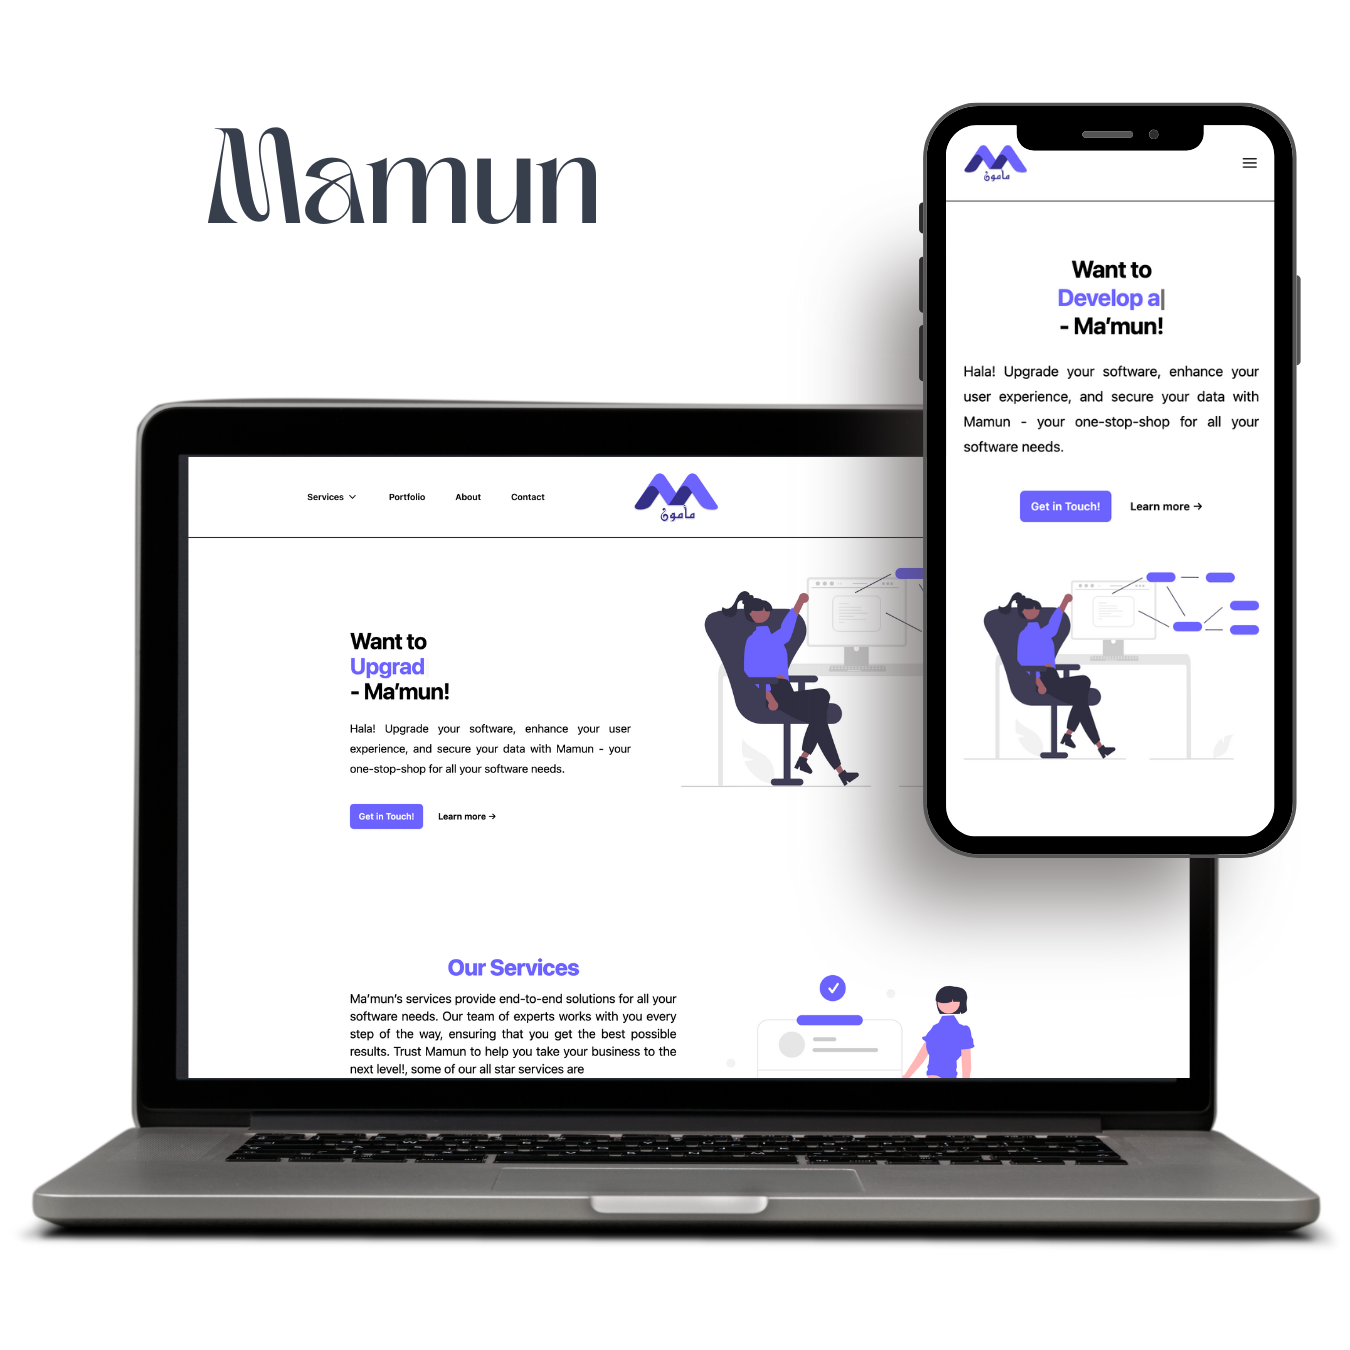 Mamun
Services
Portfolio
About
Contact
مأمون
Want to
Upgrad
- Ma’mun!
Hala! Upgrade your software, enhance your user
experience, and secure your data with Mamun - your
one-stop-shop for all your software needs.
Get in Touch!
Learn more →
Our Services
Ma’mun’s services provide end-to-end solutions for all your
software needs. Our team of experts works with you every
step of the way, ensuring that you get the best possible
results. Trust Mamun to help you take your business to the
next level!, some of our all star services are
مأمون
Want to
Develop a|
- Ma’mun!
Hala! Upgrade your software, enhance your
user experience, and secure your data with
Mamun - your one-stop-shop for all your
software needs.
Get in Touch!
Learn more →